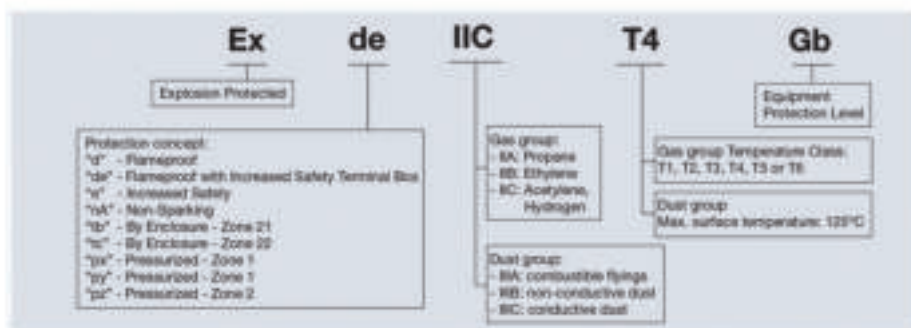 Ex de IIC T4 Gb
Explosion Protected
Equipment
Protection Level
Protection concept:
"d" - Flameproof
"de" - Flameproof with Increased Safety Terminal Box
"e" - Increased Safety
"nA" - Non-Sparking
"tb" - By Enclosure - Zone 21
"tc" - By Enclosure - Zone 22
"px" - Pressurized - Zone 1
"py" - Pressurized - Zone 1
"pz" - Pressurized - Zone 2
Gas group:
- IIA: Propane
- IIB: Ethylene
- IIC: Acetylene,
Hydrogen
Dust group:
- IIIA: combustible flyings
- IIIB: non-conductive dust
- IIIC: conductive dust
Gas group Temperature Class:
T1, T2, T3, T4, T5 or T6
Dust group
Max. surface temperature: 125°C